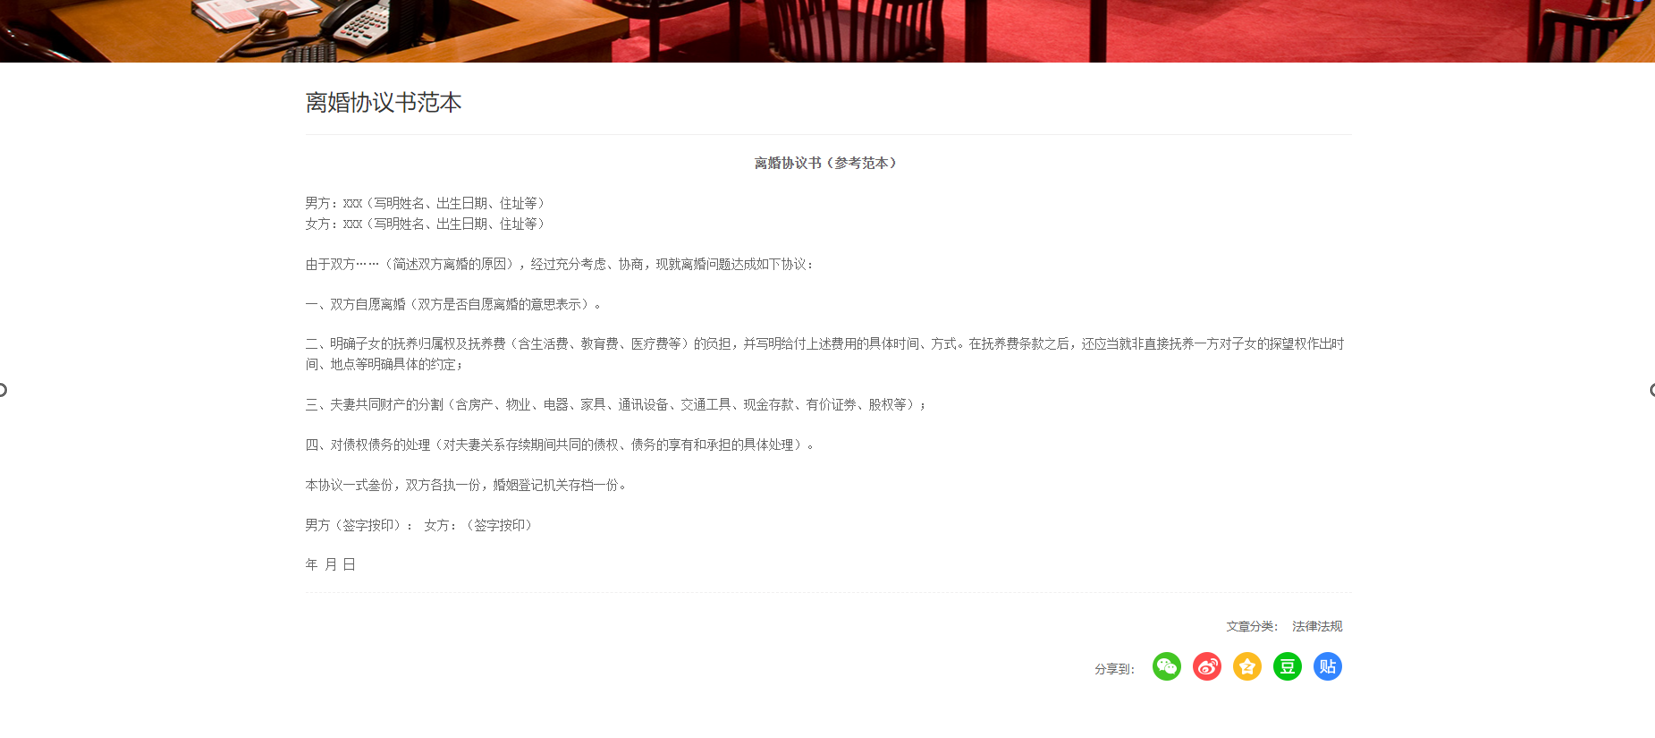 离婚协议书范本
离婚协议书（参考范本）
男方：XXX（写明姓名、出生日期、住址等）
女方：XXX（写明姓名、出生日期、住址等）
由于双方……（简述双方离婚的原因），经过充分考虑、协商，现就离婚问题达成如下协议：
一、双方自愿离婚（双方是否自愿离婚的意思表示）。
二、明确子女的抚养归属权及抚养费（含生活费、教育费、医疗费等）的负担，并写明给付上述费用的具体时间、方式。在抚养费条款之后，还应当就非直接抚养一方对子女的探望权作出时
间、地点等明确具体的约定；
三、夫妻共同财产的分割（含房产、物业、电器、家具、通讯设备、交通工具、现金存款、有价证券、股权等）；
四、对债权债务的处理（对夫妻关系存续期间共同的债权、债务的享有和承担的具体处理）。
本协议一式叁份，双方各执一份，婚姻登记机关存档一份。
男方（签字按印）： 女方：（签字按印）
年 月 日
文章分类： 法律法规
分享到： 豆 贴